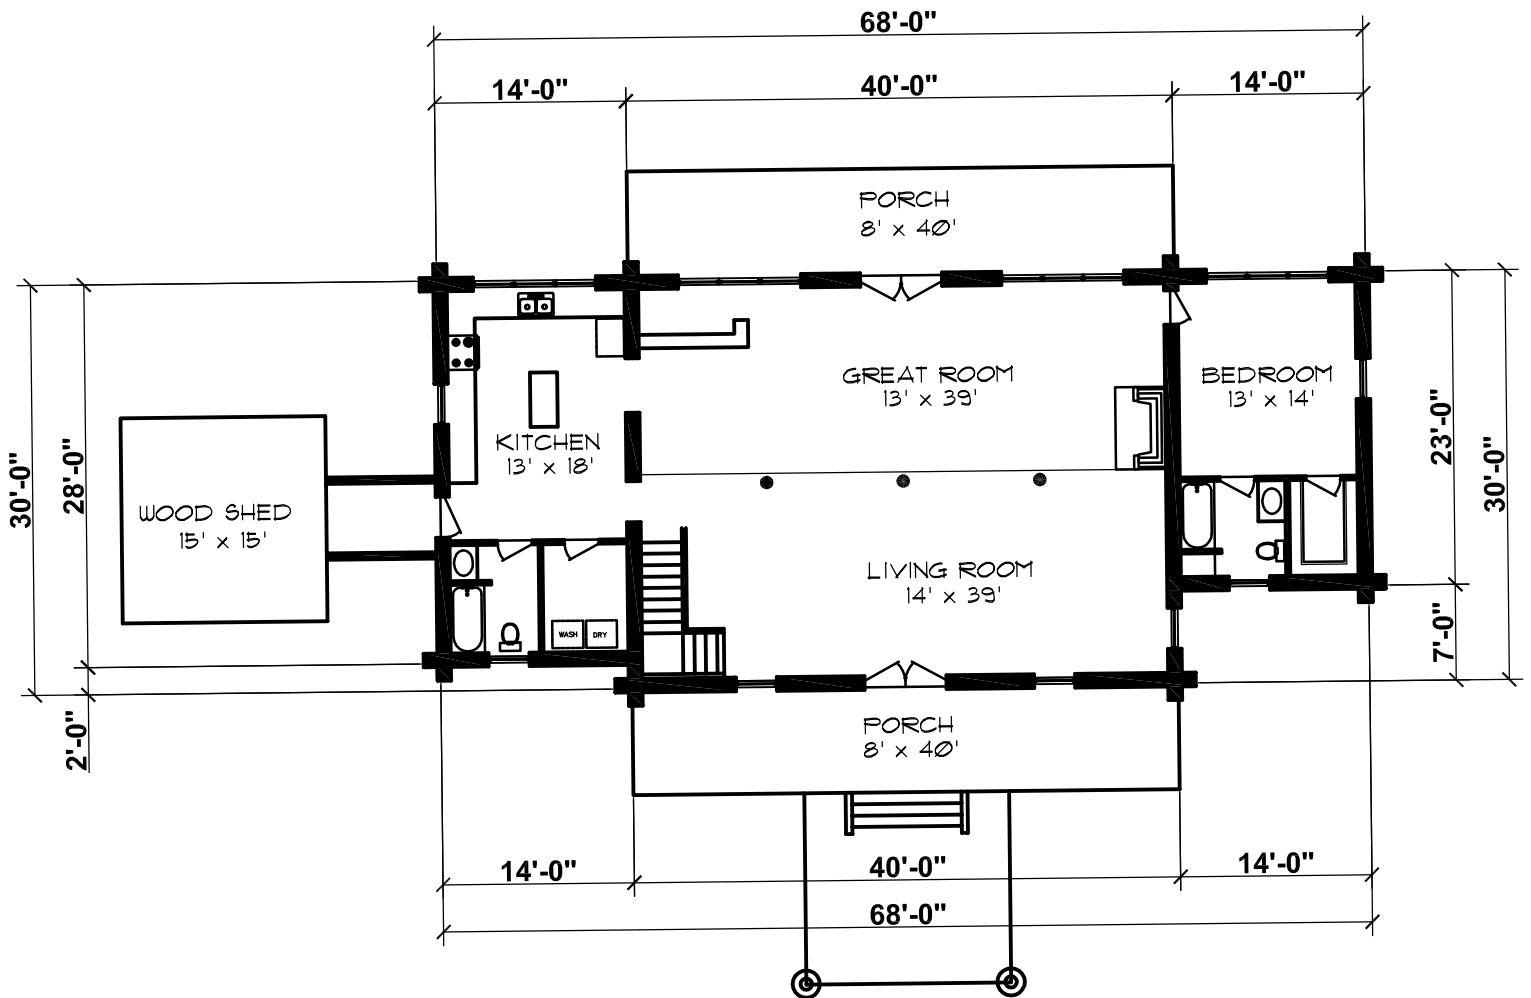 68'-0"
14'-0"
40'-0"
14'-0"
PORCH
8' x 40'
GREAT ROOM
13' x 39'
BEDROOM
13' x 14'
KITCHEN
13' x 18'
WOOD SHED
15' x 15'
30'-0"
28'-0"
2'-0"
23'-0"
30'-0"
7'-0"
LIVING ROOM
14' x 39'
WASH
DRY
PORCH
8' x 40'
14'-0"
40'-0"
14'-0"
68'-0"